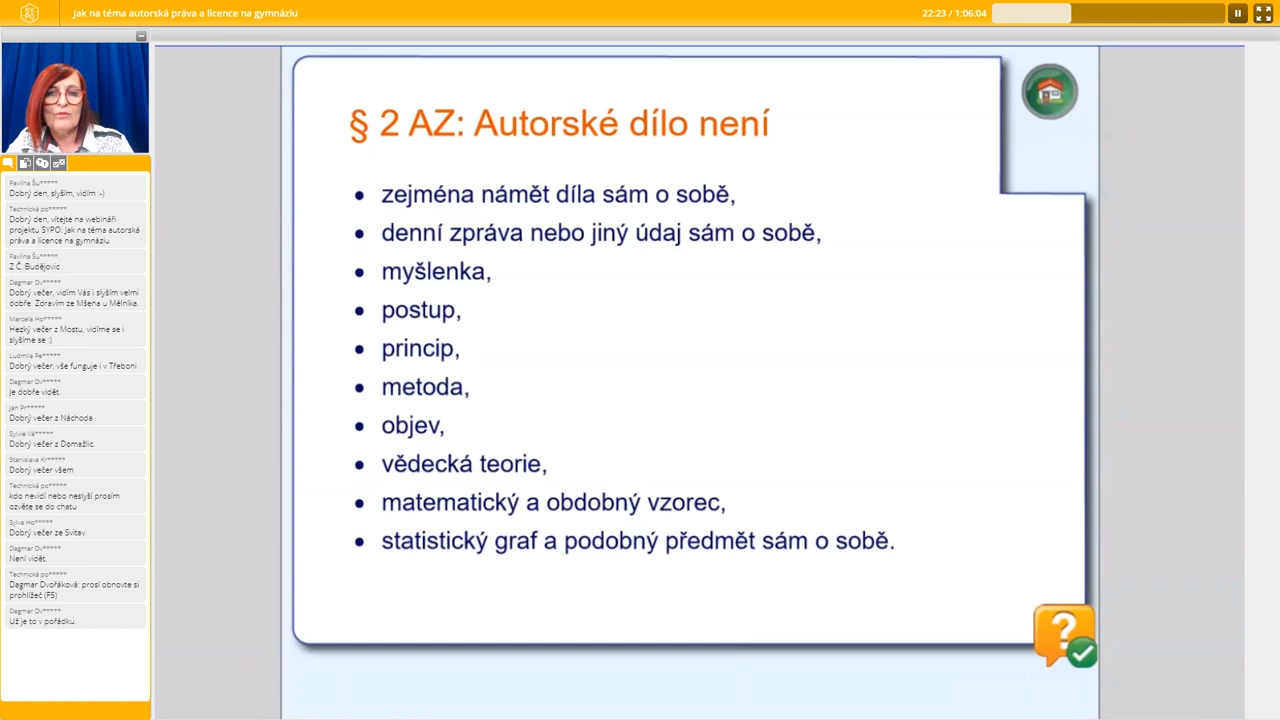 SY
PO
Jak na téma autorská práva a licence na gymnáziu
22:23 / 1:06:04
§ 2 AZ: Autorské dílo není
• zejména námět díla sám o sobě,
• denní zpráva nebo jiný údaj sám o sobě,
• myšlenka,
• postup,
• princip,
• metoda,
• objev,
• vědecká teorie,
• matematický a obdobný vzorec,
• statistický graf a podobný předmět sám o sobě.
?
Pavlína Šu*****
Dobrý den, slyším, vidím :-)
Technická po*****
Dobrý den, vítejte na webináři
projektu SYPO: Jak na téma autorská
práva a licence na gymnáziu
Pavlína Šu*****
Z Č. Budějovic
Dagmar Dv*****
Dobrý večer, vidím Vás i slyším velmi
dobře. Zdravím ze Mšena u Mělníka.
Marcela Ho*****
Hezký večer z Mostu, vidíme se i
slyšíme se :)
Ludmila Pe*****
Dobrý večer, vše funguje i v Třeboni
Dagmar Dv*****
Je dobře vidět.
Jan Pr*****
Dobrý večer z Náchoda
Sylvie Vá*****
Dobrý večer z Domažlic.
Stanislava Kr*****
Dobrý večer všem
Technická po*****
kdo nevidí nebo neslyší prosím
ozvěte se do chatu
Sylva Ho*****
Dobrý večer ze Svitav
Dagmar Dv*****
Není vidět.
Technická po*****
Dagmar Dvořáková: prosí obnovte si
prohlížeč (F5)
Dagmar Dv*****
Už je to v pořádku.